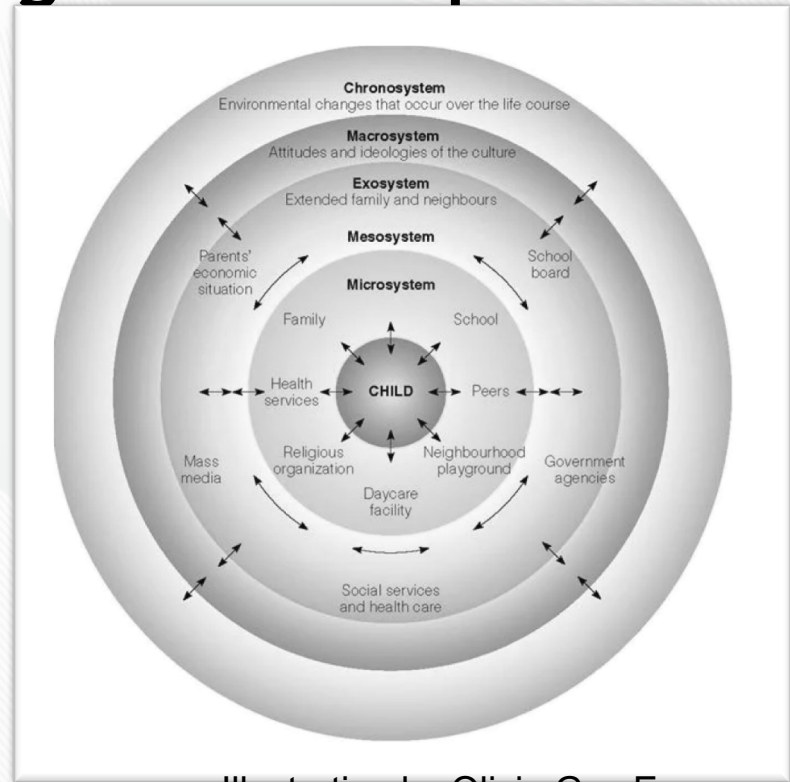 Chronosystem
Environmental changes that occur over the life course
Macrosystem
Attitudes and ideologies of the culture
Exosystem
Extended family and neighbours
Mesosystem
Parents'
economic
situation
School
board
Microsystem
Family
School
Health
services
CHILD
Peers
Religious
organization
Neighbourhood
playground
Mass
media
Government
agencies
Daycare
facility
Social services
and health care